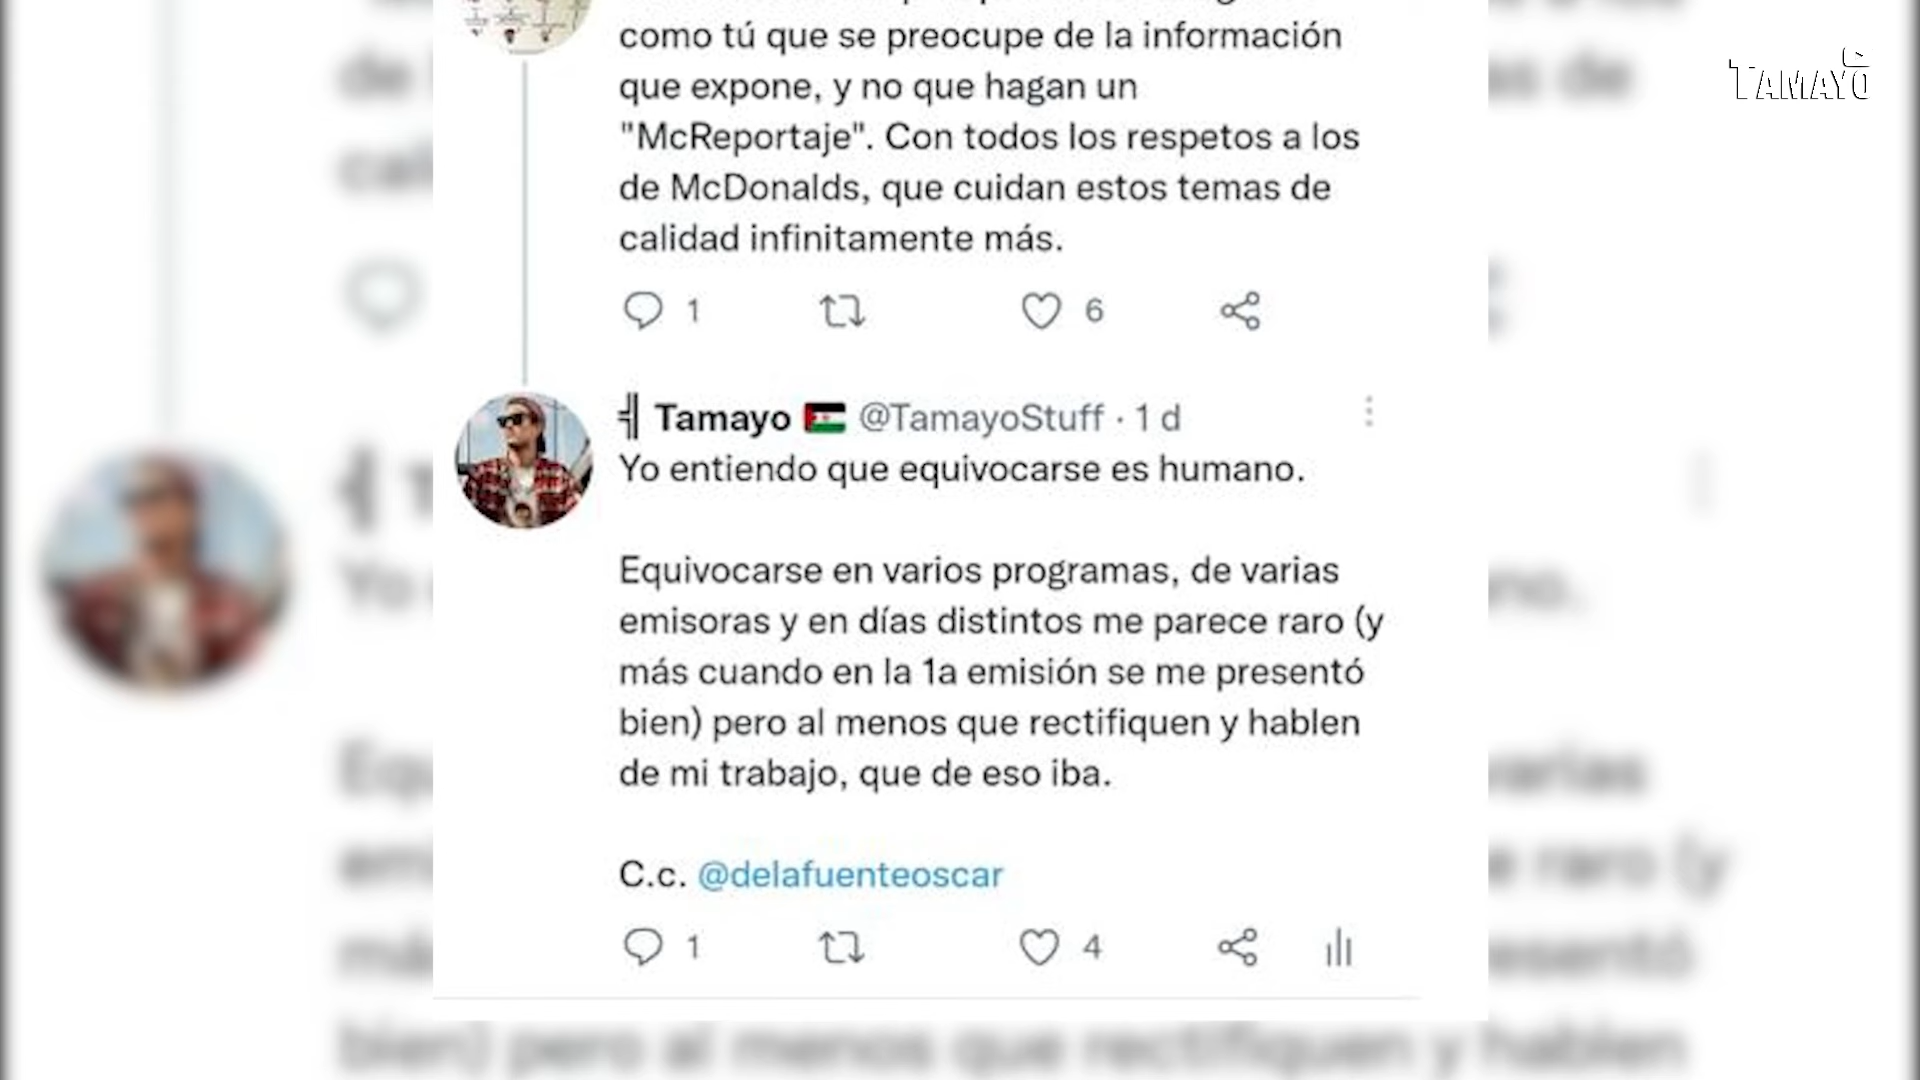 como tú que se preocupe de la información
que expone, y no que hagan un
"McReportaje". Con todos los respetos a los
de McDonalds, que cuidan estos temas de
calidad infinitamente más.
1 6
╣ Tamayo @TamayoStuff · 1 d
Yo entiendo que equivocarse es humano.
Equivocarse en varios programas, de varias
emisoras y en días distintos me parece raro (y
más cuando en la 1a emisión se me presentó
bien) pero al menos que rectifiquen y hablen
de mi trabajo, que de eso iba.
C.c. @delafuenteoscar
1 4
TAMAYO